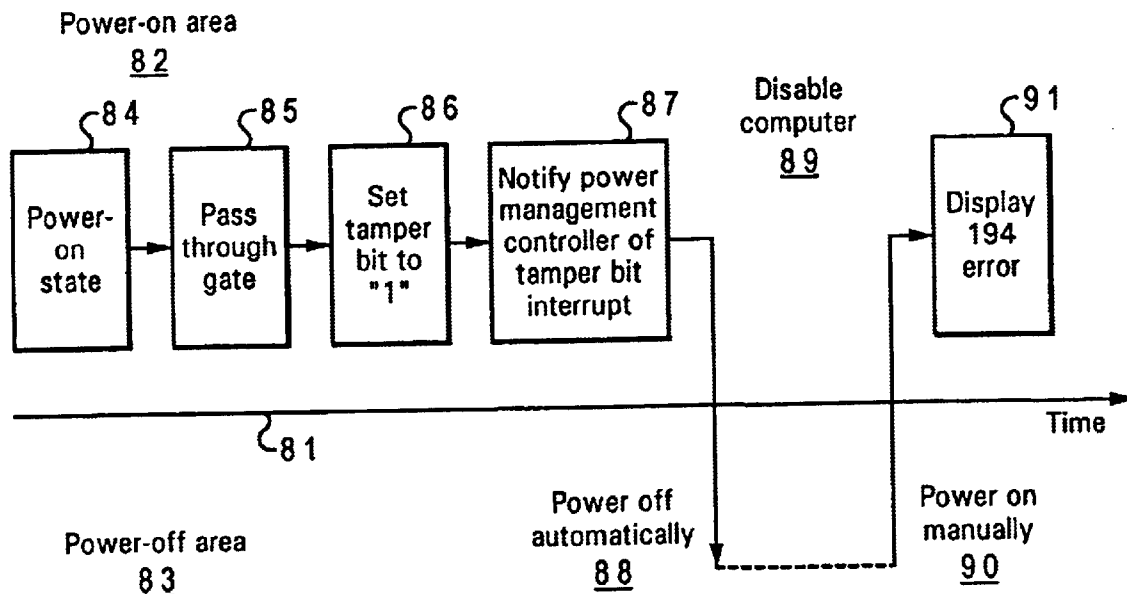 Power-on area
82
84
Power-
on
state
85
Pass
through
gate
86
Set
tamper
bit to
"1"
87
Notify power
management
controller of
tamper bit
interrupt
Disable
computer
89
91
Display
194
error
Time
81
Power-off area
83
Power off
automatically
88
Power on
manually
90